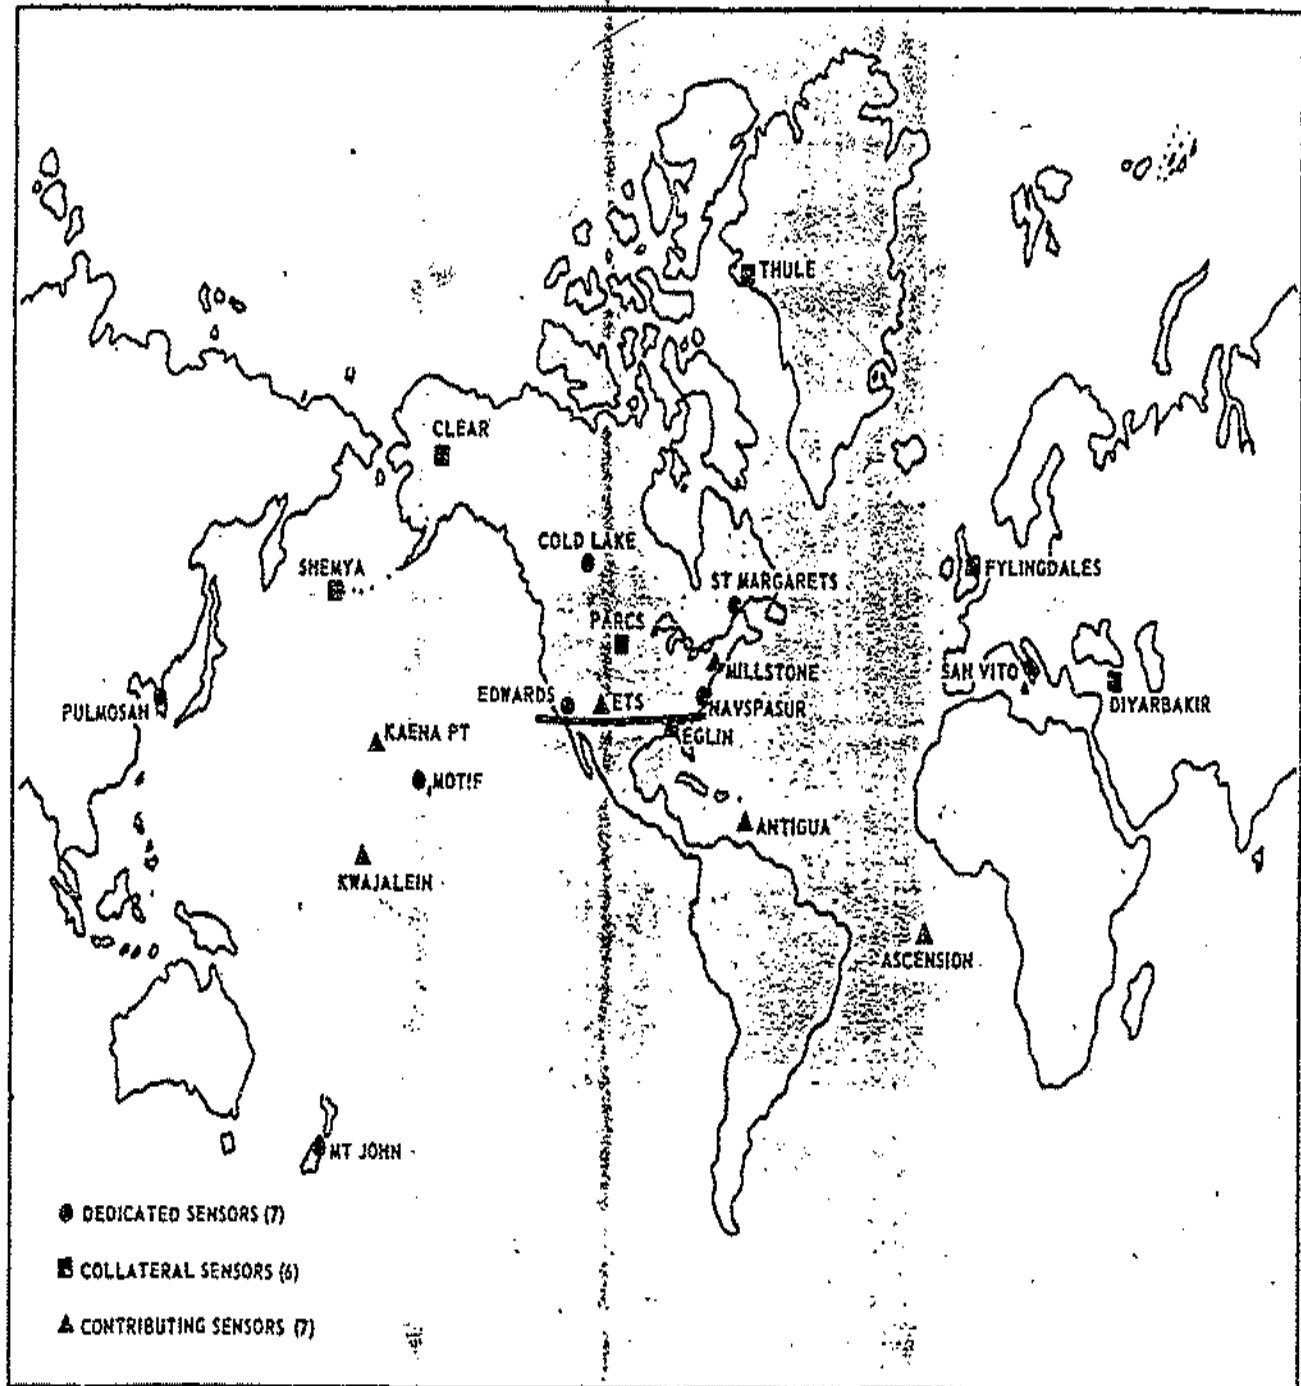 THULE
CLEAR
COLD LAKE
SHEMYA
FYLINGDALES
ST MARGARETS
PARCS
MILLSTONE
SAN VITO
EDWARDS
ETS
NAVSPASUR
DIYARBAKIR
PULMOSAN
KAENA PT
EGLIN
MOTIF
ANTIGUA
KWAJALEIN
ASCENSION
MT JOHN
DEDICATED SENSORS (7)
COLLATERAL SENSORS (6)
CONTRIBUTING SENSORS (7)